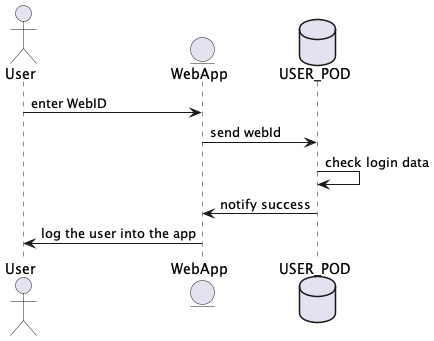 User
WebApp
USER_POD
enter WebID
send webId
check login data
notify success
log the user into the app
User
WebApp
USER_POD